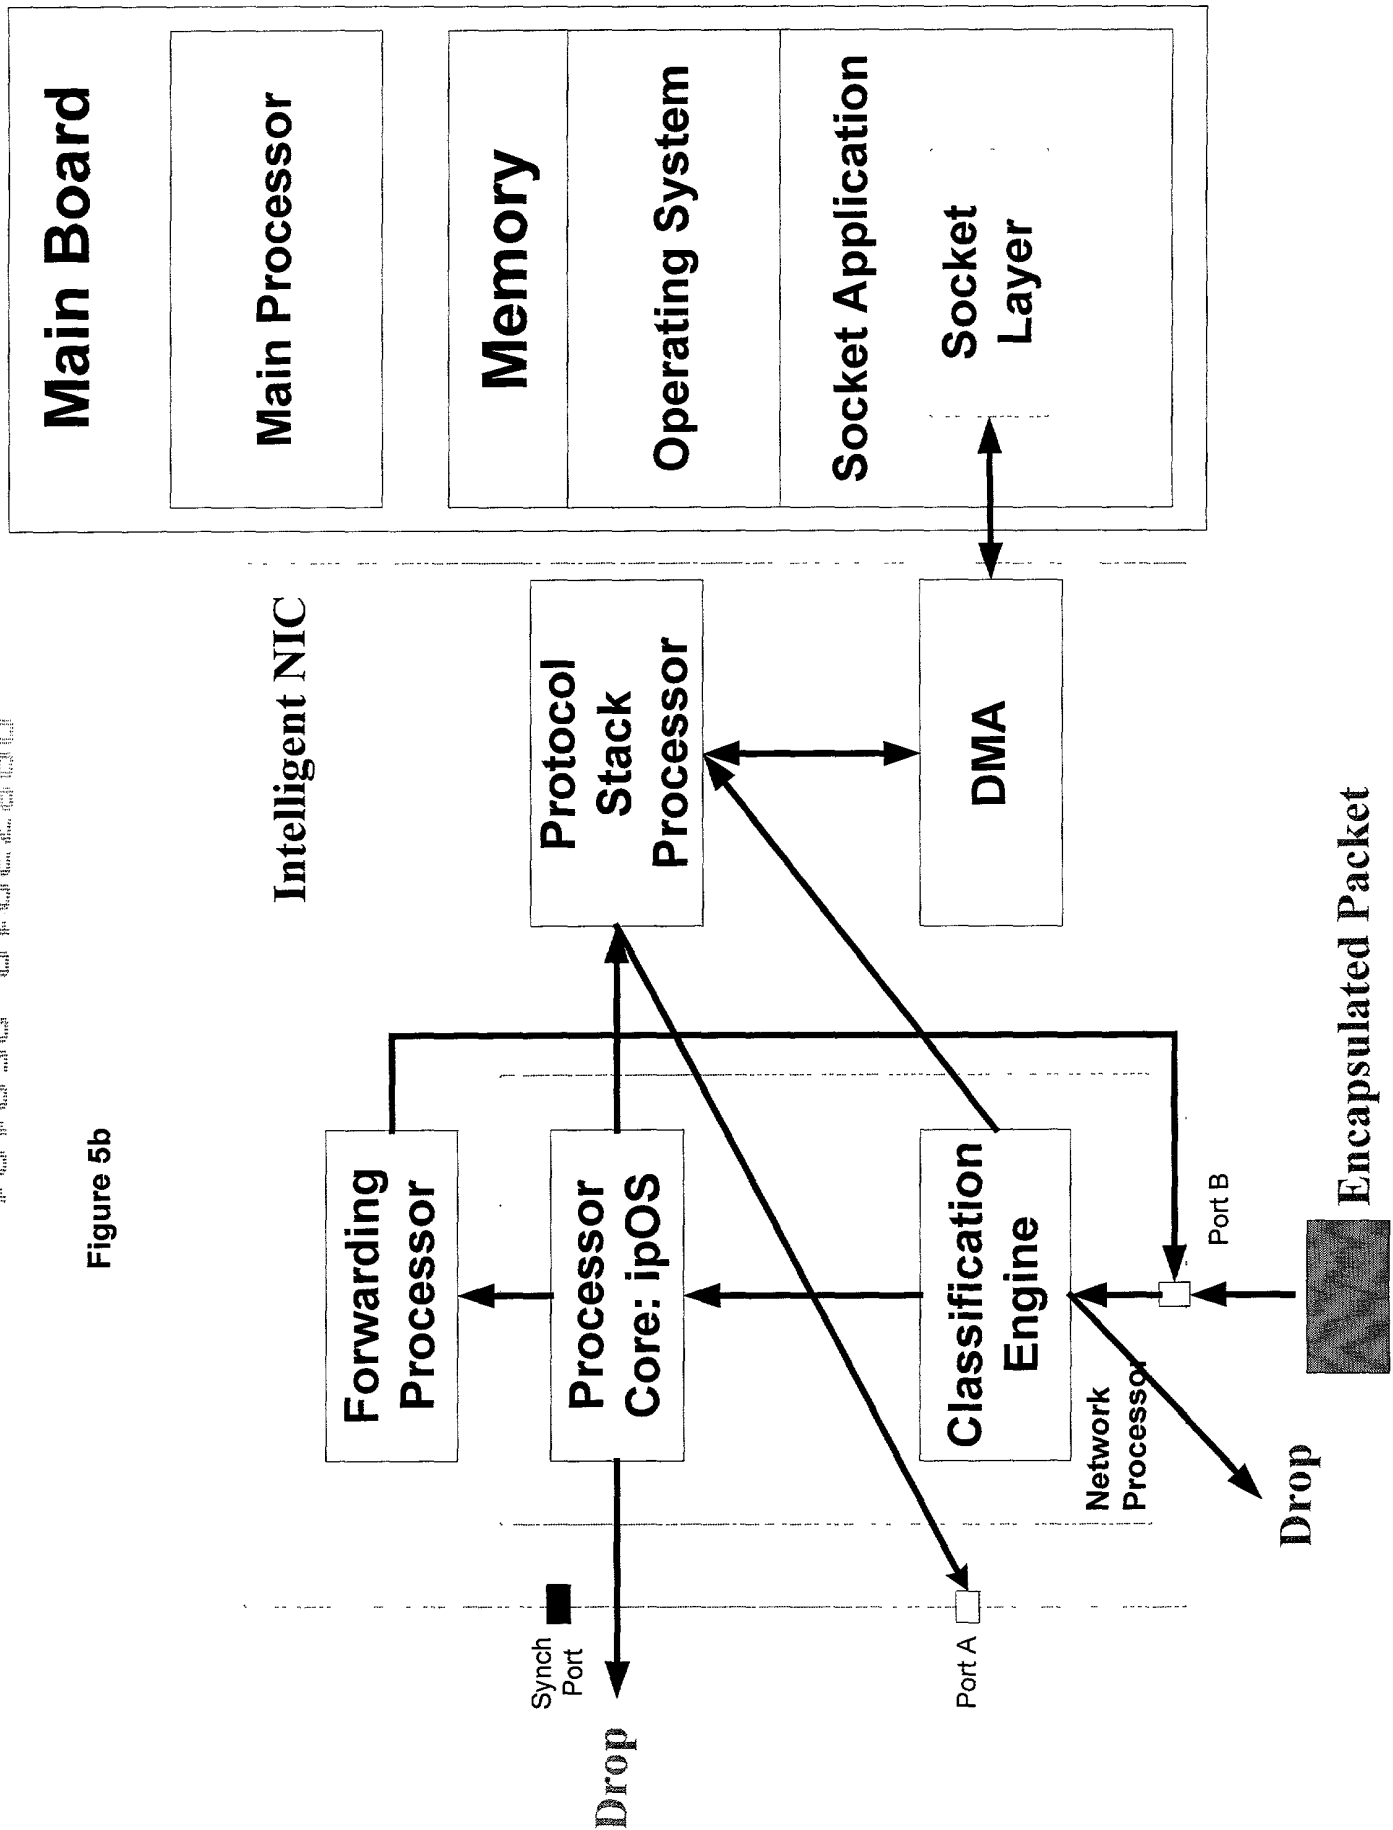 Figure 5b
Main Board
Main Processor
Memory
Operating System
Socket Application
Socket
Layer
Intelligent NIC
Protocol
Stack
Processor
DMA
Forwarding
Processor
Processor
Core: ipOS
Classification
Engine
Network
Processor
Synch
Port
Port A
Port B
Drop
Drop
Encapsulated Packet